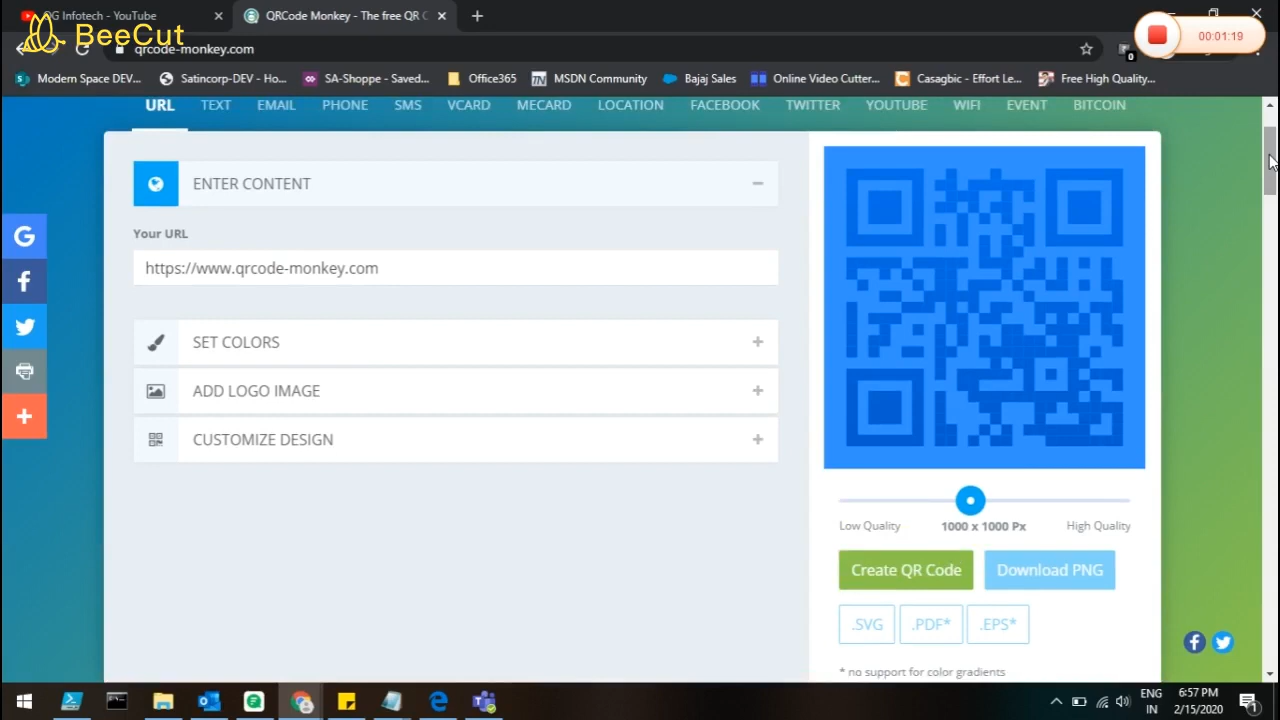 G Infotech - YouTube
QRCode Monkey - The free QR C
BeeCut
00:01:19
qrcode-monkey.com
0
Modern Space DEV... Satincorp-DEV - Ho... SA-Shoppe - Saved... Office365 MSDN Community Bajaj Sales Online Video Cutter... Casagbic - Effort Le... Free High Quality...
URL TEXT EMAIL PHONE SMS VCARD MECARD LOCATION FACEBOOK TWITTER YOUTUBE WIFI EVENT BITCOIN
ENTER CONTENT
Your URL
https://www.qrcode-monkey.com
SET COLORS
ADD LOGO IMAGE
CUSTOMIZE DESIGN
Low Quality 1000 x 1000 Px High Quality
Create QR Code Download PNG
.SVG .PDF* .EPS*
* no support for color gradients
ENG 6:57 PM
IN 2/15/2020
1